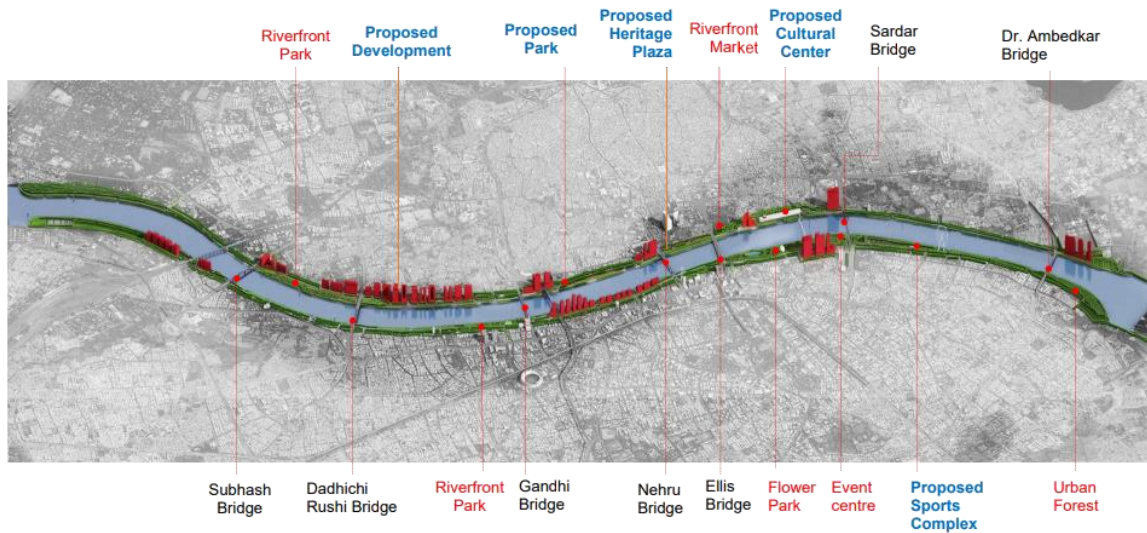 Riverfront
Park
Proposed
Development
Proposed
Park
Proposed
Heritage
Plaza
Riverfront
Market
Proposed
Cultural
Center
Sardar
Bridge
Dr. Ambedkar
Bridge
Subhash
Bridge
Dadhichi
Rushi Bridge
Riverfront
Park
Gandhi
Bridge
Nehru
Bridge
Ellis
Bridge
Flower
Park
Event
centre
Proposed
Sports
Complex
Urban
Forest